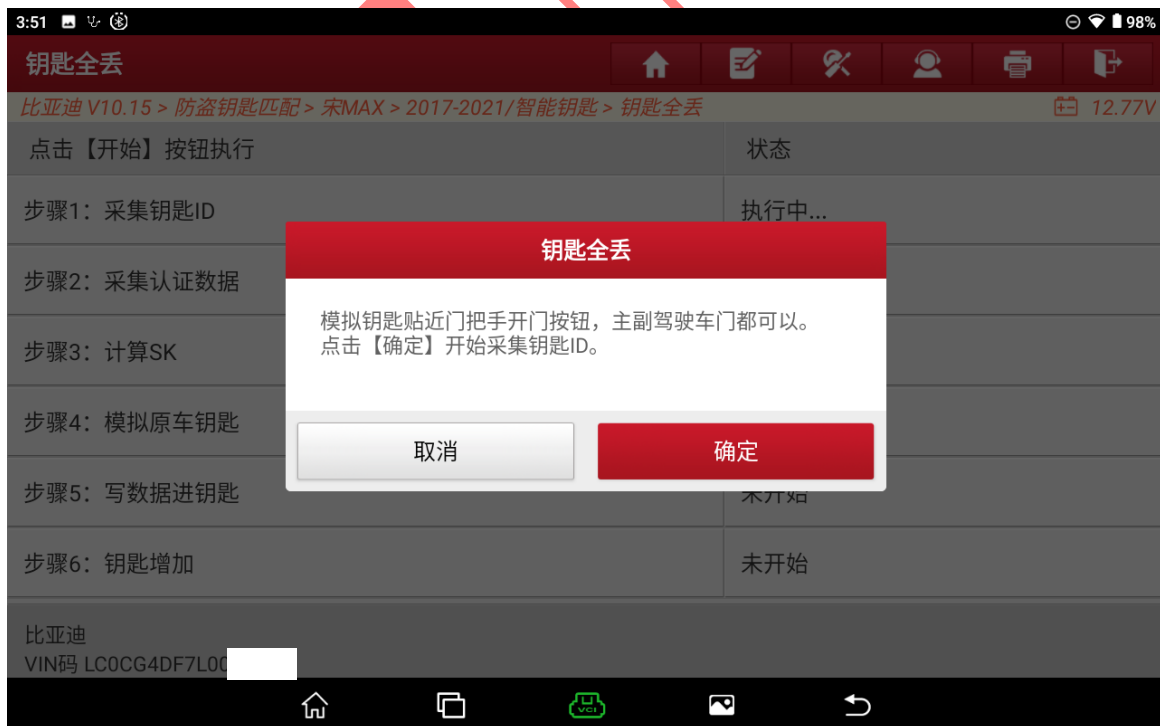 3:51
98%
钥匙全丢
比亚迪 V10.15 > 防盗钥匙匹配 > 宋MAX > 2017-2021/智能钥匙 > 钥匙全丢
12.77V
点击【开始】按钮执行
状态
步骤1：采集钥匙ID
执行中...
钥匙全丢
步骤2：采集认证数据
模拟钥匙贴近门把手开门按钮，主副驾驶车门都可以。
点击【确定】开始采集钥匙ID。
步骤3：计算SK
步骤4：模拟原车钥匙
取消
确定
步骤5：写数据进钥匙
未开始
步骤6：钥匙增加
未开始
比亚迪
VIN码 LC0CG4DF7L0
VCI